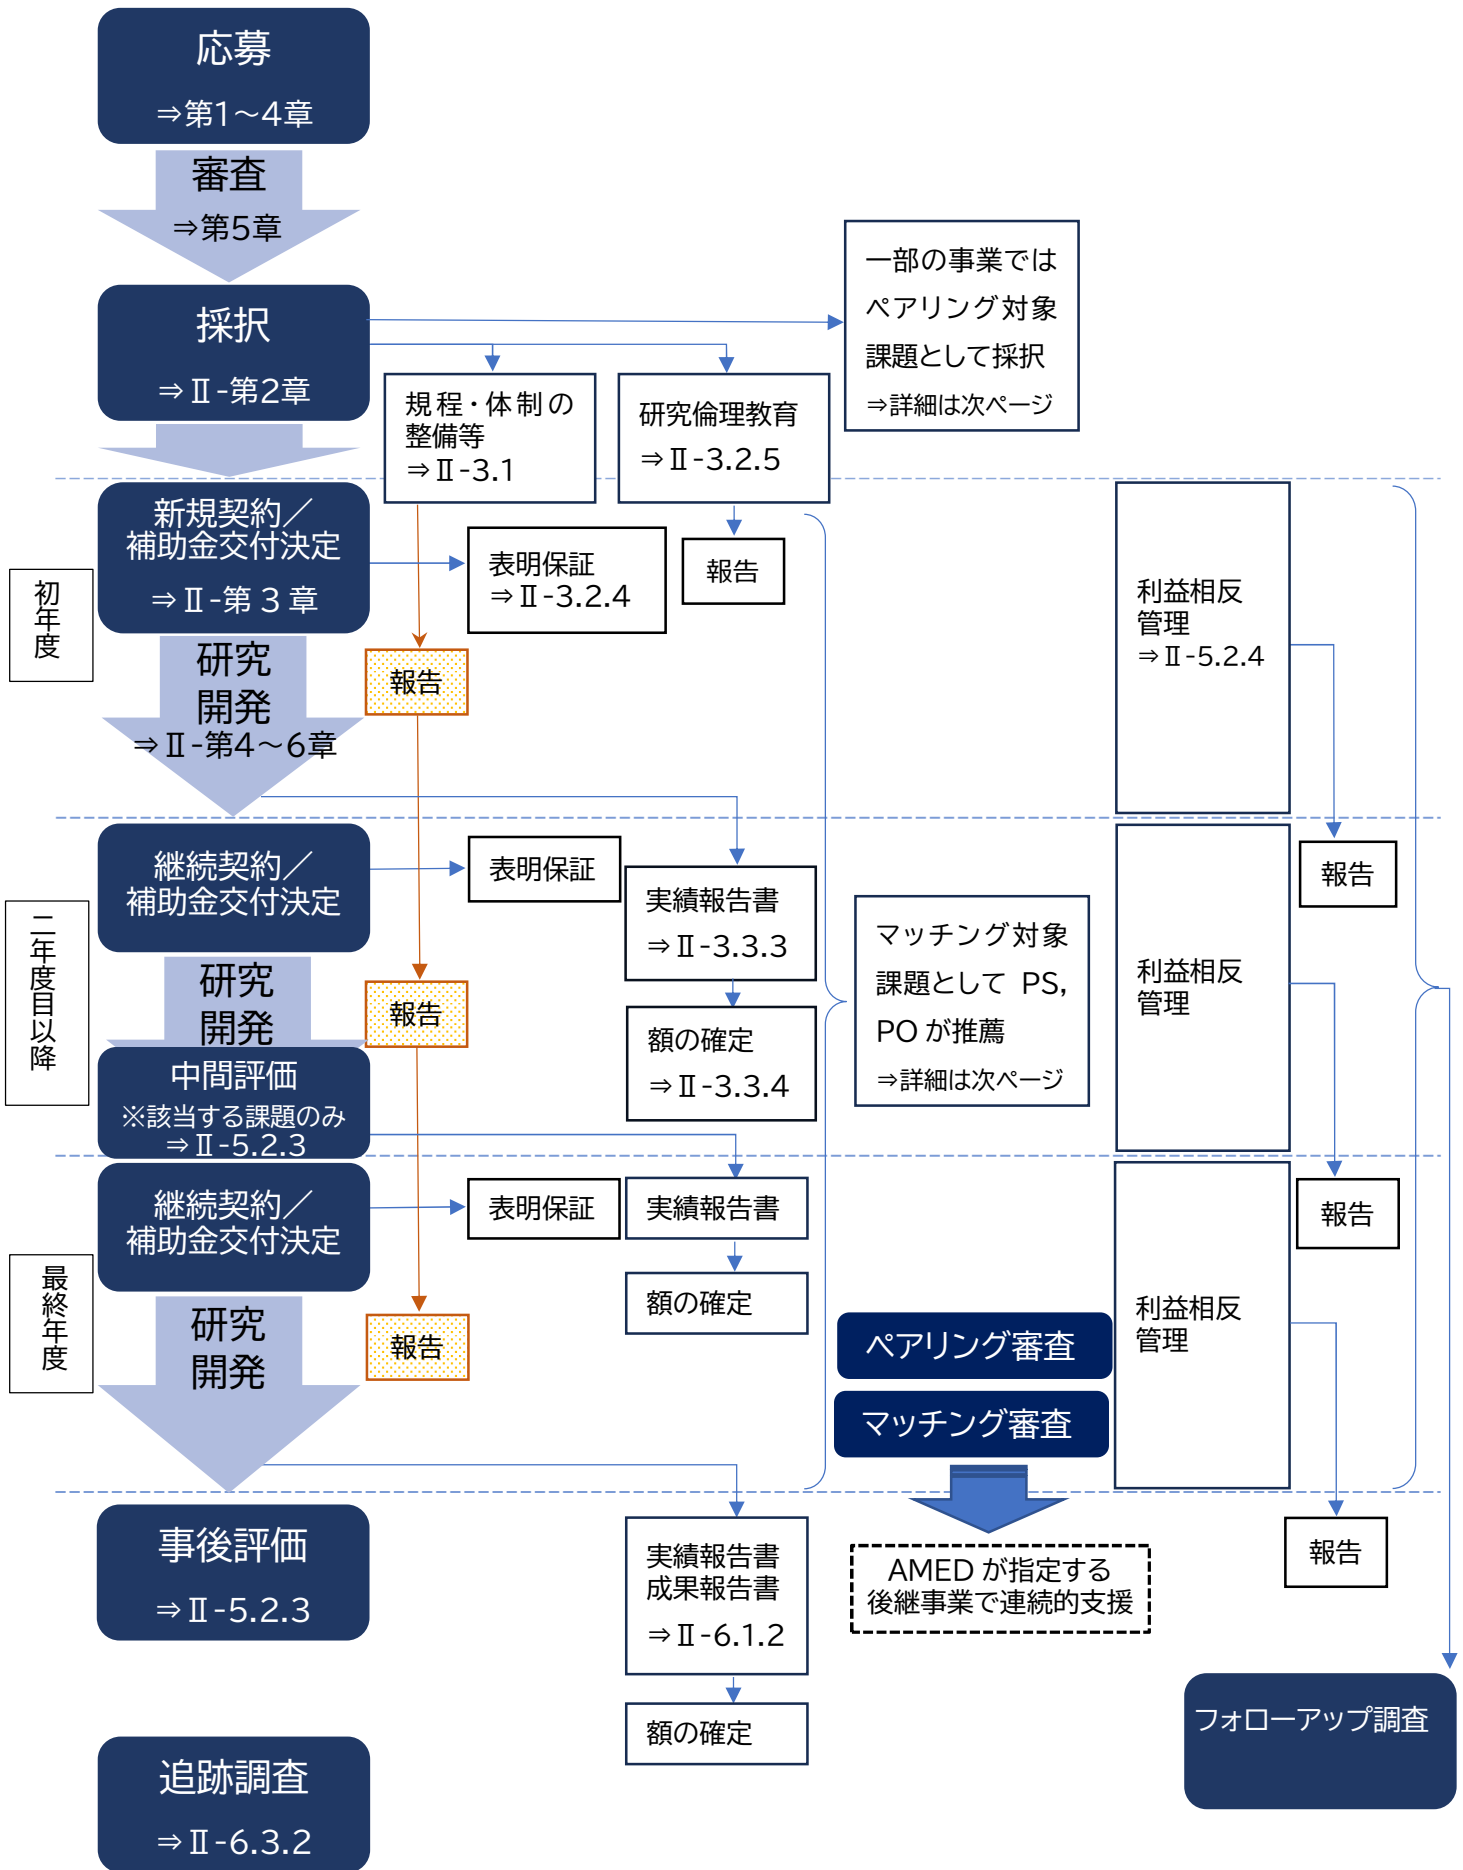 応募
⇒第1～4章
審査
⇒第5章
採択
⇒Ⅱ-第2章
一部の事業では
ペアリング対象
課題として採択
⇒詳細は次ページ
規程・体制の
整備等
⇒Ⅱ-3.1
研究倫理教育
⇒Ⅱ-3.2.5
初年度
新規契約／
補助金交付決定
⇒Ⅱ-第3章
表明保証
⇒Ⅱ-3.2.4
報告
利益相反
管理
⇒Ⅱ-5.2.4
研究
開発
⇒Ⅱ-第4～6章
報告
二年度目以降
継続契約／
補助金交付決定
表明保証
実績報告書
⇒Ⅱ-3.3.3
報告
マッチング対象
課題として PS,
POが推薦
⇒詳細は次ページ
利益相反
管理
研究
開発
報告
額の確定
⇒Ⅱ-3.3.4
中間評価
※該当する課題のみ
⇒Ⅱ-5.2.3
最終年度
継続契約／
補助金交付決定
表明保証
実績報告書
報告
額の確定
利益相反
管理
研究
開発
報告
ペアリング審査
マッチング審査
事後評価
⇒Ⅱ-5.2.3
実績報告書
成果報告書
⇒Ⅱ-6.1.2
AMEDが指定する
後継事業で連続的支援
報告
額の確定
フォローアップ調査
追跡調査
⇒Ⅱ-6.3.2